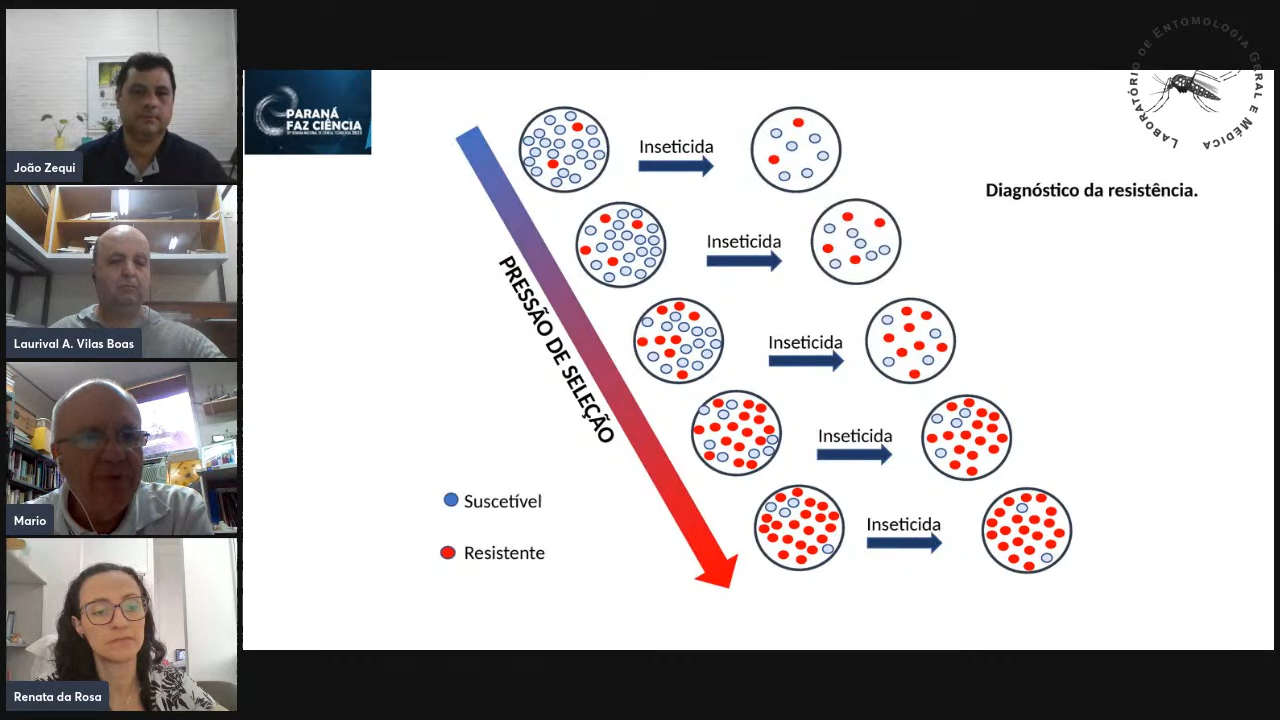 João Zequi
Laurival A. Vilas Boas
Mario
Renata da Rosa
PARANÁ
FAZ CIÊNCIA
LABORATÓRIO DE ENTOMOLOGIA GERAL E MÉDICA
Diagnóstico da resistência.
Inseticida
Inseticida
Inseticida
Inseticida
Inseticida
PRESSÃO DE SELEÇÃO
Suscetível
Resistente